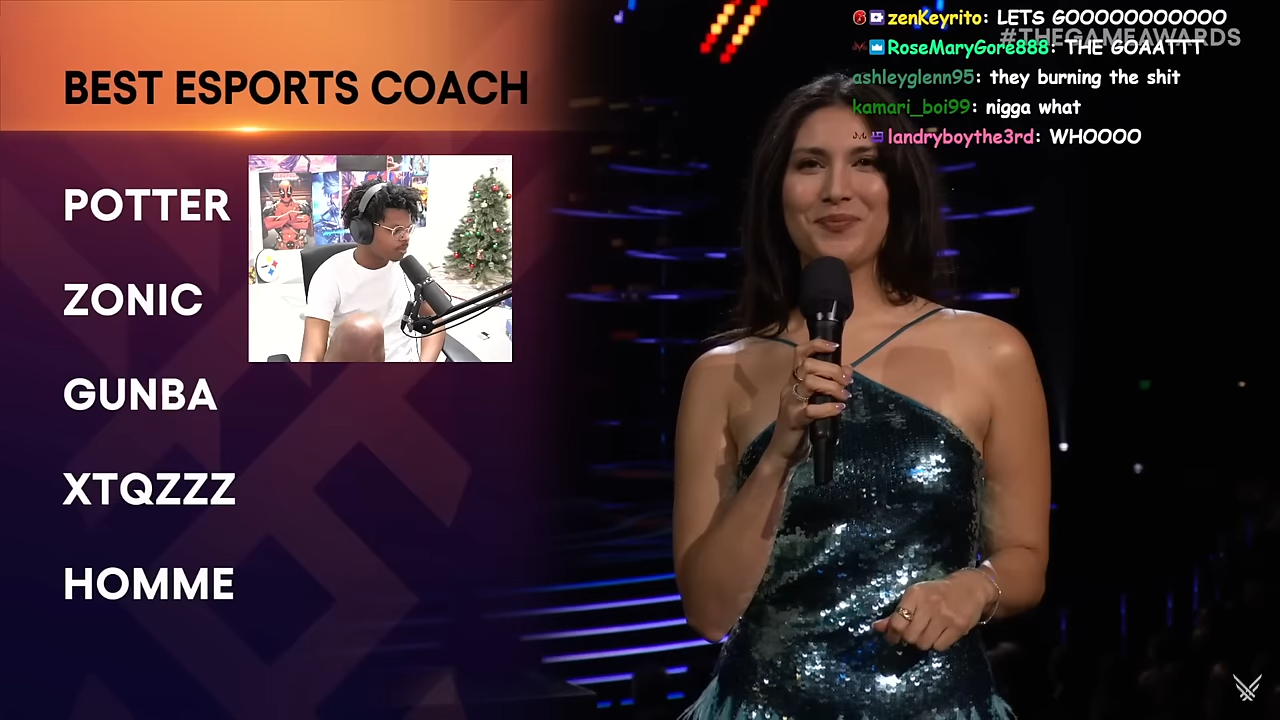 BEST ESPORTS COACH
POTTER
ZONIC
GUNBA
XTQZZZ
HOMME
zenKeyrito: LETS GOOOOOOOOOOO
#THEGAMEAWARDS
RoseMaryGore888: THE GOAATTT
ashleyglenn95: they burning the shit
kamari_boi99: nigga what
landryboythe3rd: WHOOOO